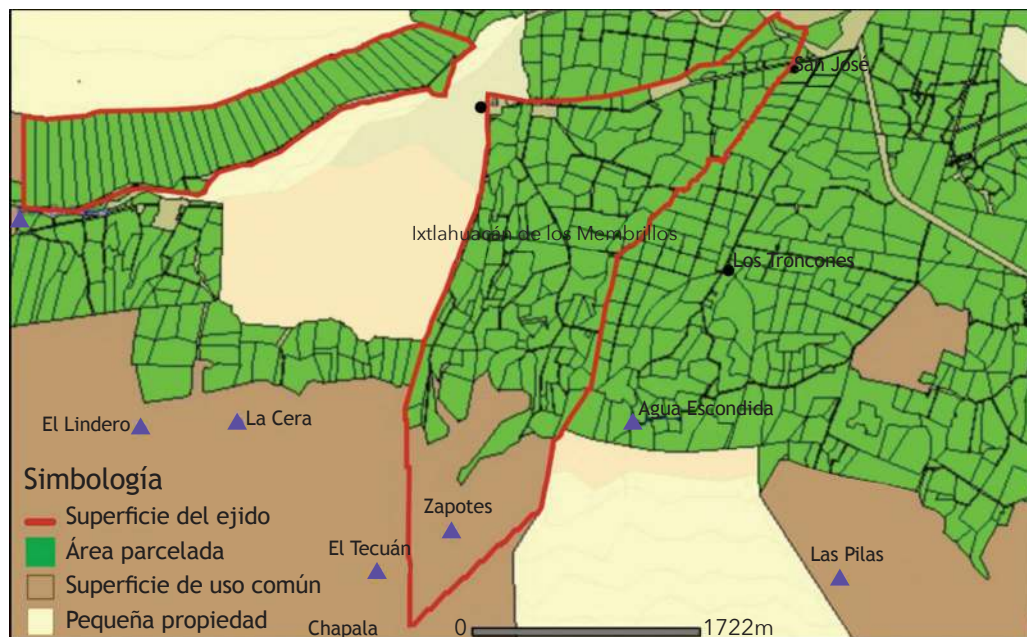 San José
Ixtlahuacán de los Membrillos
Los Troncones
El Lindero
La Cera
Agua Escondida
Simbología
Superficie del ejido
Área parcelada
Superficie de uso común
Pequeña propiedad
Zapotes
El Tecuán
Las Pilas
Chapala
0
1722m